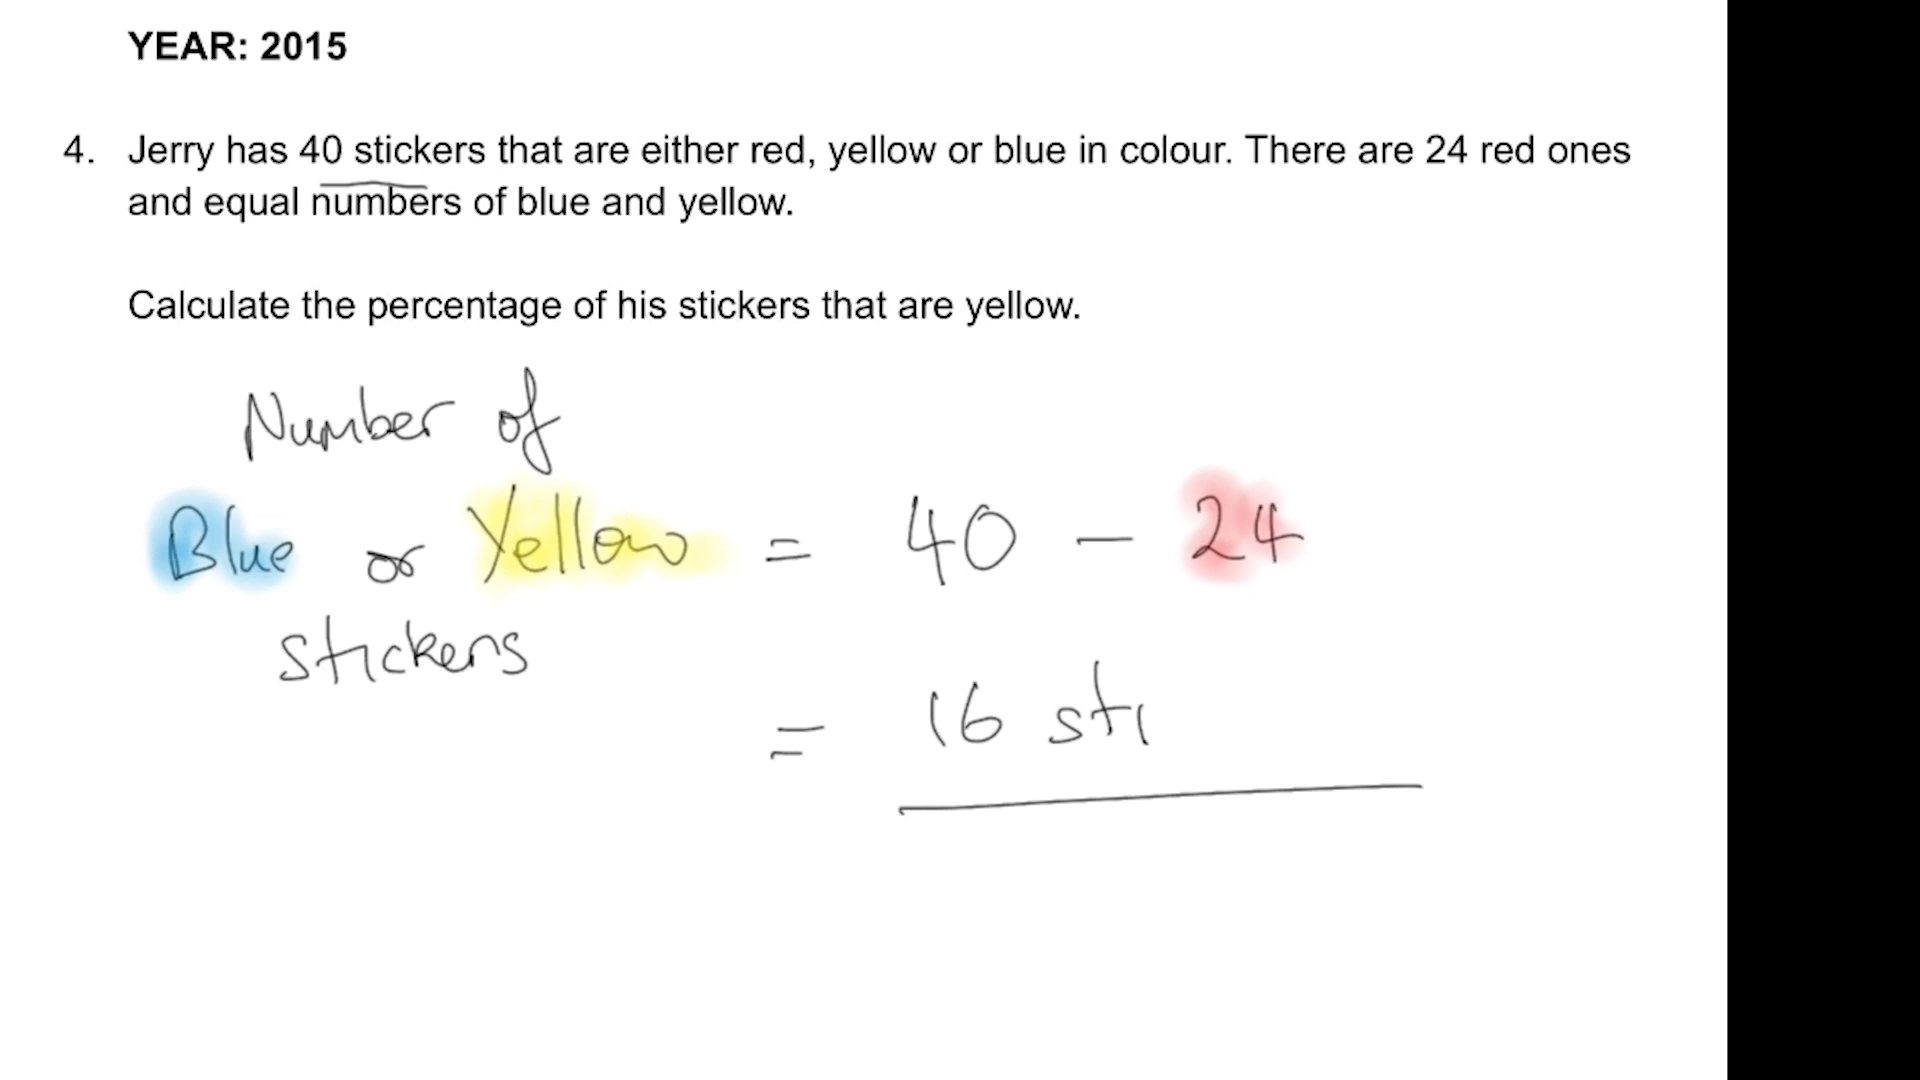 YEAR: 2015
4. Jerry has 40 stickers that are either red, yellow or blue in colour. There are 24 red ones
and equal numbers of blue and yellow.
Calculate the percentage of his stickers that are yellow.
Number of
Blue or Yellow = 40 - 24
stickers
= 16 sti